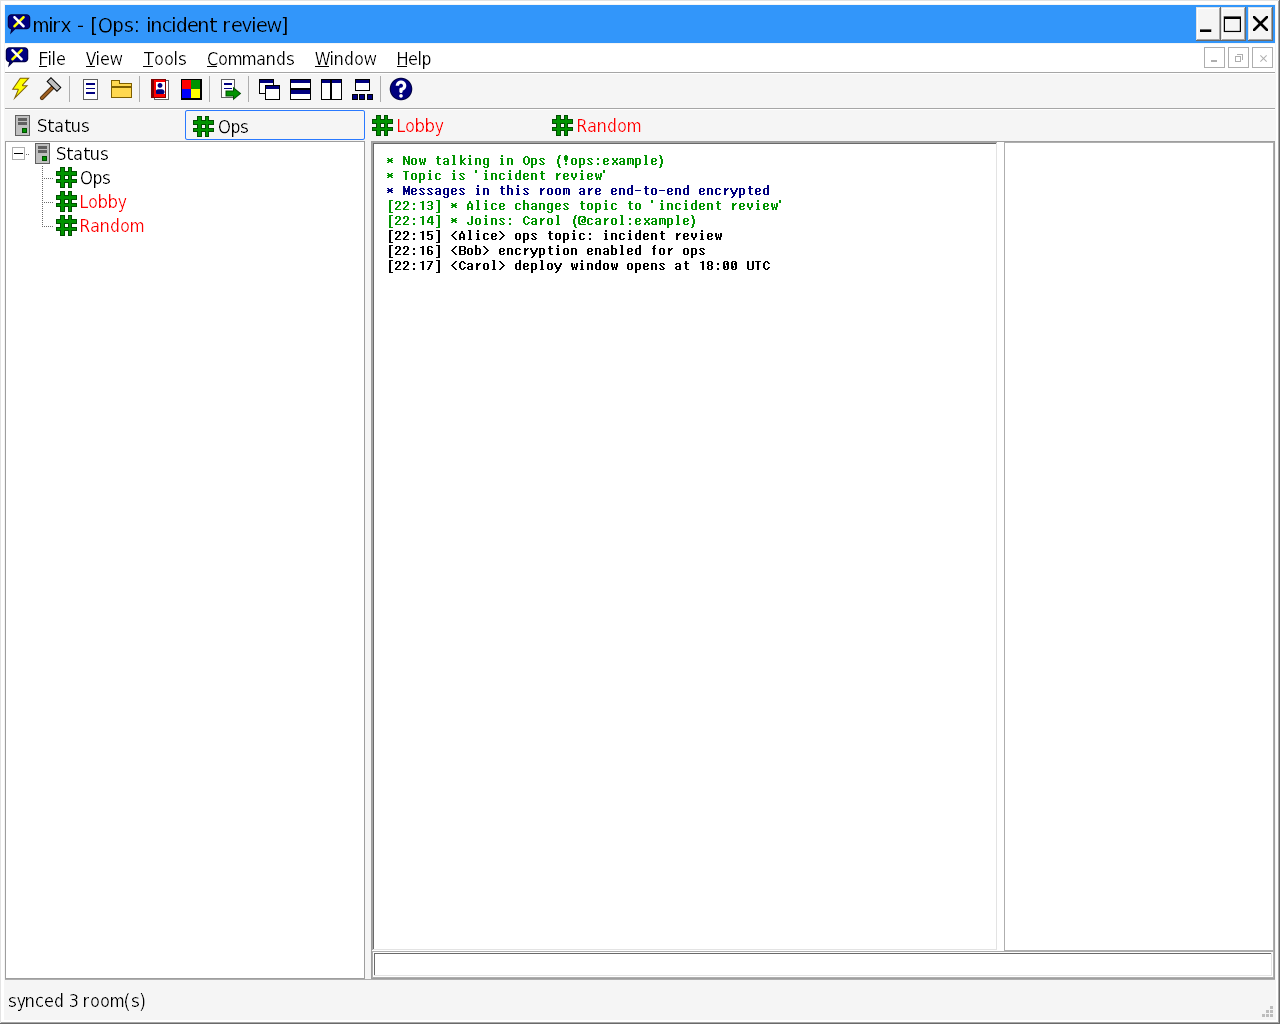 mirx - [Ops: incident review]
File View Tools Commands Window Help
Status Ops Lobby Random
Status
Ops
Lobby
Random
* Now talking in Ops (!ops:example)
* Topic is 'incident review'
* Messages in this room are end-to-end encrypted
[22:13] * Alice changes topic to 'incident review'
[22:14] * Joins: Carol (@carol:example)
[22:15] <Alice> ops topic: incident review
[22:16] <Bob> encryption enabled for ops
[22:17] <Carol> deploy window opens at 18:00 UTC
synced 3 room(s)